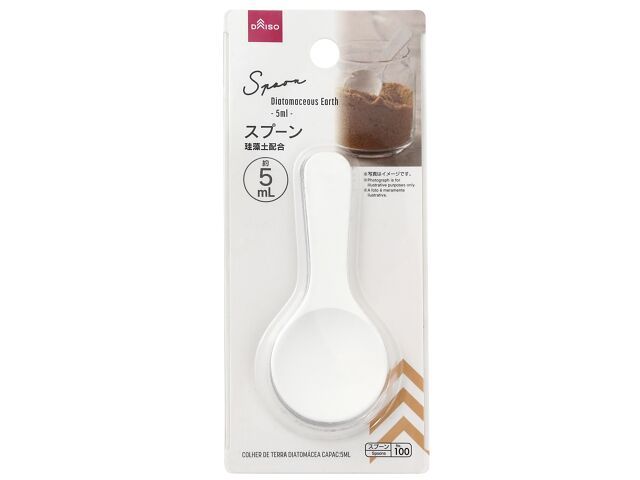 DAISO
Spoon
Diatomaceous Earth
- 5ml -
スプーン
珪藻土配合
約
5
mL
※写真はイメージです。
※Photograph is for
illustrative purposes only.
※A foto é meramente
ilustrativa.
COLHER DE TERRA DIATOMÁCEA CAPAC:5ML
スプーン
Spoons
No.
100